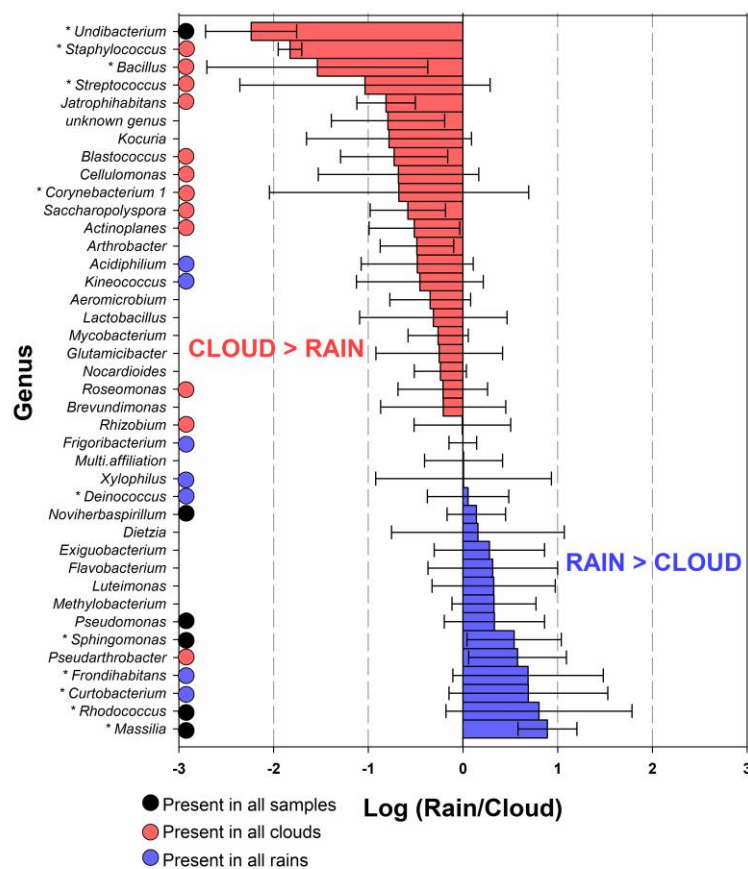 Genus
* Undibacterium
* Staphylococcus
* Bacillus
* Streptococcus
Jatrophihabitans
unknown genus
Kocuria
Blastococcus
Cellulomonas
* Corynebacterium 1
Saccharopolyspora
Actinoplanes
Arthrobacter
Acidiphilium
Kineococcus
Aeromicrobium
Lactobacillus
Mycobacterium
Glutamicibacter
Nocardioides
Roseomonas
Brevundimonas
Rhizobium
Frigoribacterium
Multi.affiliation
Xylophilus
* Deinococcus
Noviherbaspirillum
Dietzia
Exiguobacterium
Flavobacterium
Luteimonas
Methylobacterium
Pseudomonas
* Sphingomonas
Pseudarthrobacter
* Frondihabitans
* Curtobacterium
* Rhodococcus
* Massilia
CLOUD > RAIN
RAIN > CLOUD
-3 -2 -1 0 1 2 3
Log (Rain/Cloud)
Present in all samples
Present in all clouds
Present in all rains